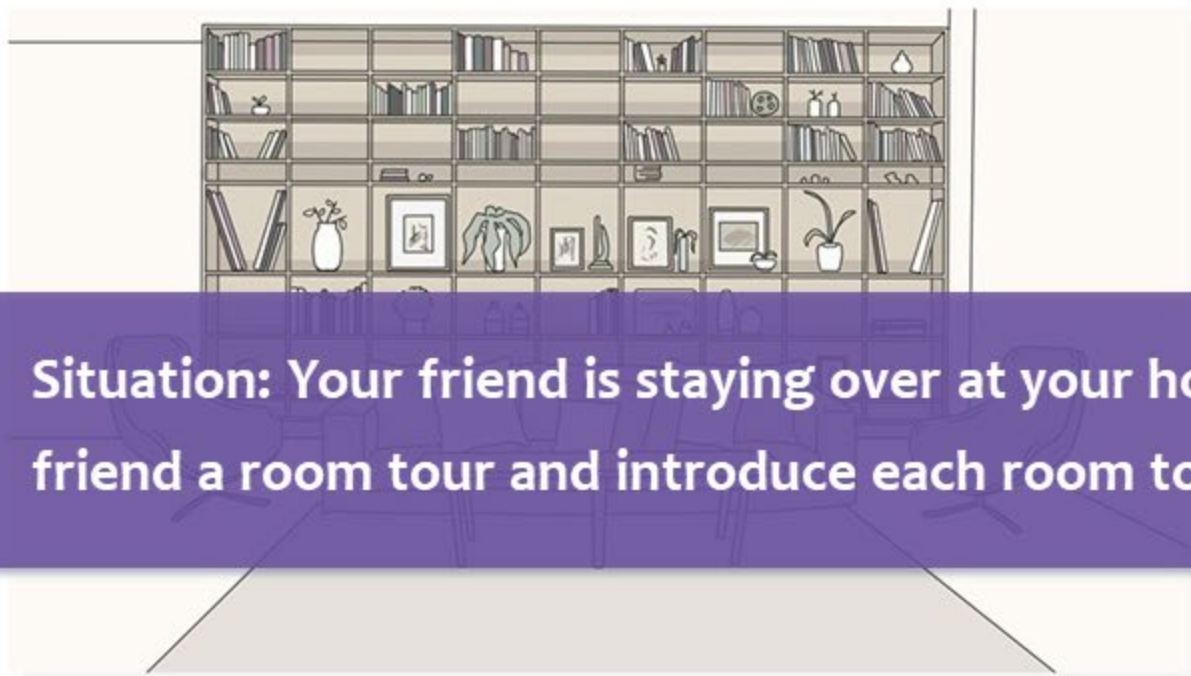 Situation: Your friend is staying over at your
friend a room tour and introduce each room